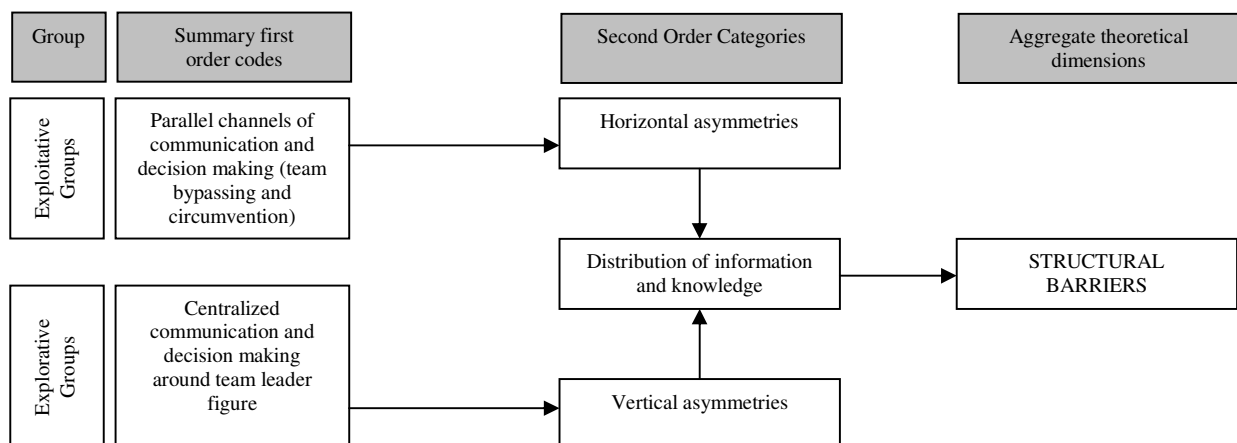 Group
Summary first
order codes
Second Order Categories
Aggregate theoretical
dimensions
Exploitative
Groups
Parallel channels of
communication and
decision making (team
bypassing and
circumvention)
Horizontal asymmetries
Distribution of information
and knowledge
STRUCTURAL
BARRIERS
Explorative
Groups
Centralized
communication and
decision making
around team leader
figure
Vertical asymmetries